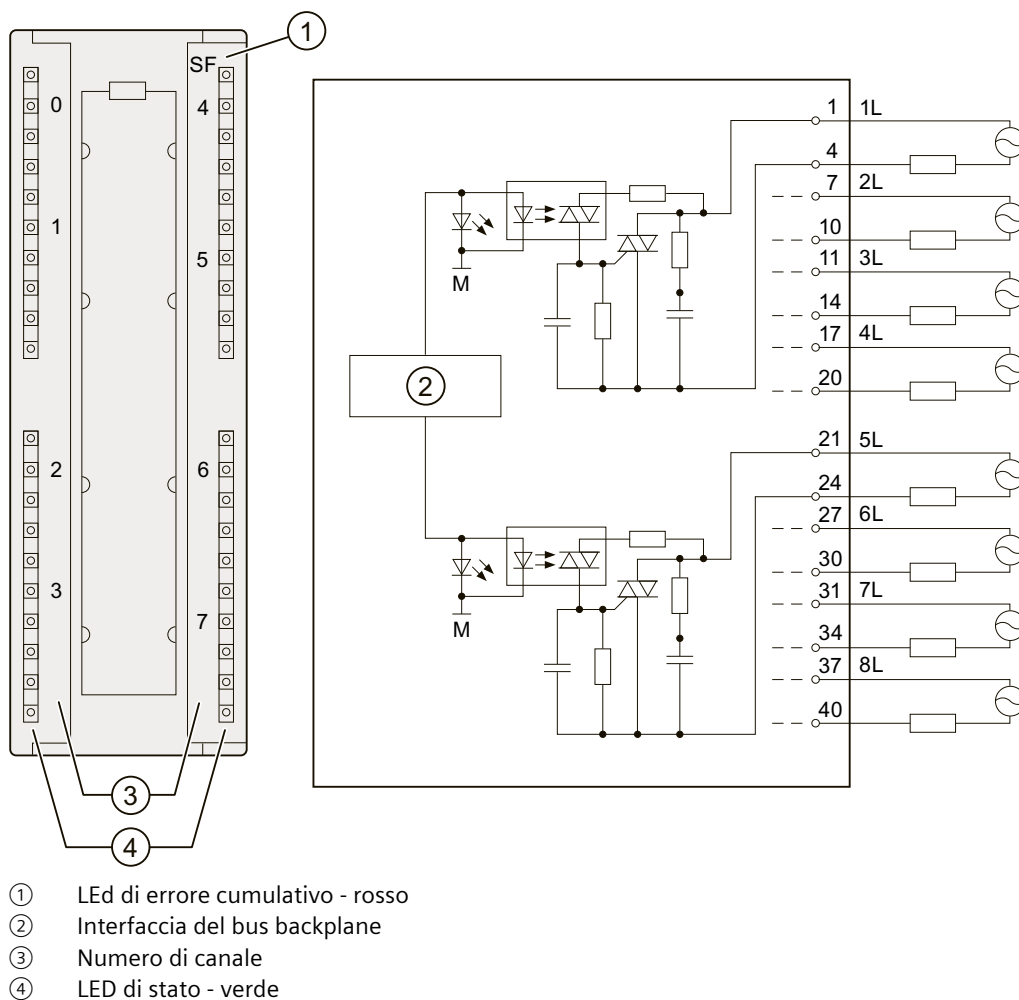 1
SF
0
4
1
5
2
6
3
7
3
4
M
2
M
1 1L
4
7 2L
10
11 3L
14
17 4L
20
21 5L
24
27 6L
30
31 7L
34
37 8L
40
① LEd di errore cumulativo - rosso
② Interfaccia del bus backplane
③ Numero di canale
④ LED di stato - verde